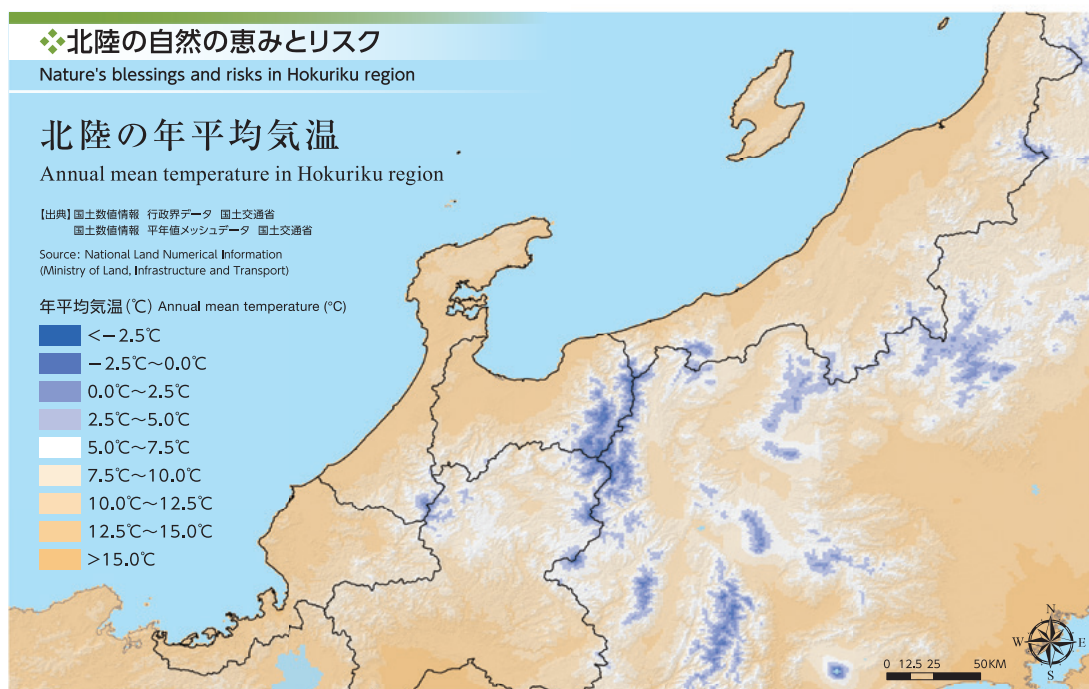 ❖北陸の自然の恵みとリスク
Nature's blessings and risks in Hokuriku region
北陸の年平均気温
Annual mean temperature in Hokuriku region
【出典】国土数値情報 行政界データ 国土交通省
国土数値情報 平年値メッシュデータ 国土交通省
Source: National Land Numerical Information
(Ministry of Land, Infrastructure and Transport)
年平均気温(℃) Annual mean temperature (°C)
<−2.5℃
−2.5℃～0.0℃
0.0℃～2.5℃
2.5℃～5.0℃
5.0℃～7.5℃
7.5℃～10.0℃
10.0℃～12.5℃
12.5℃～15.0℃
>15.0℃
N
W E
S
0 12.5 25 50KM